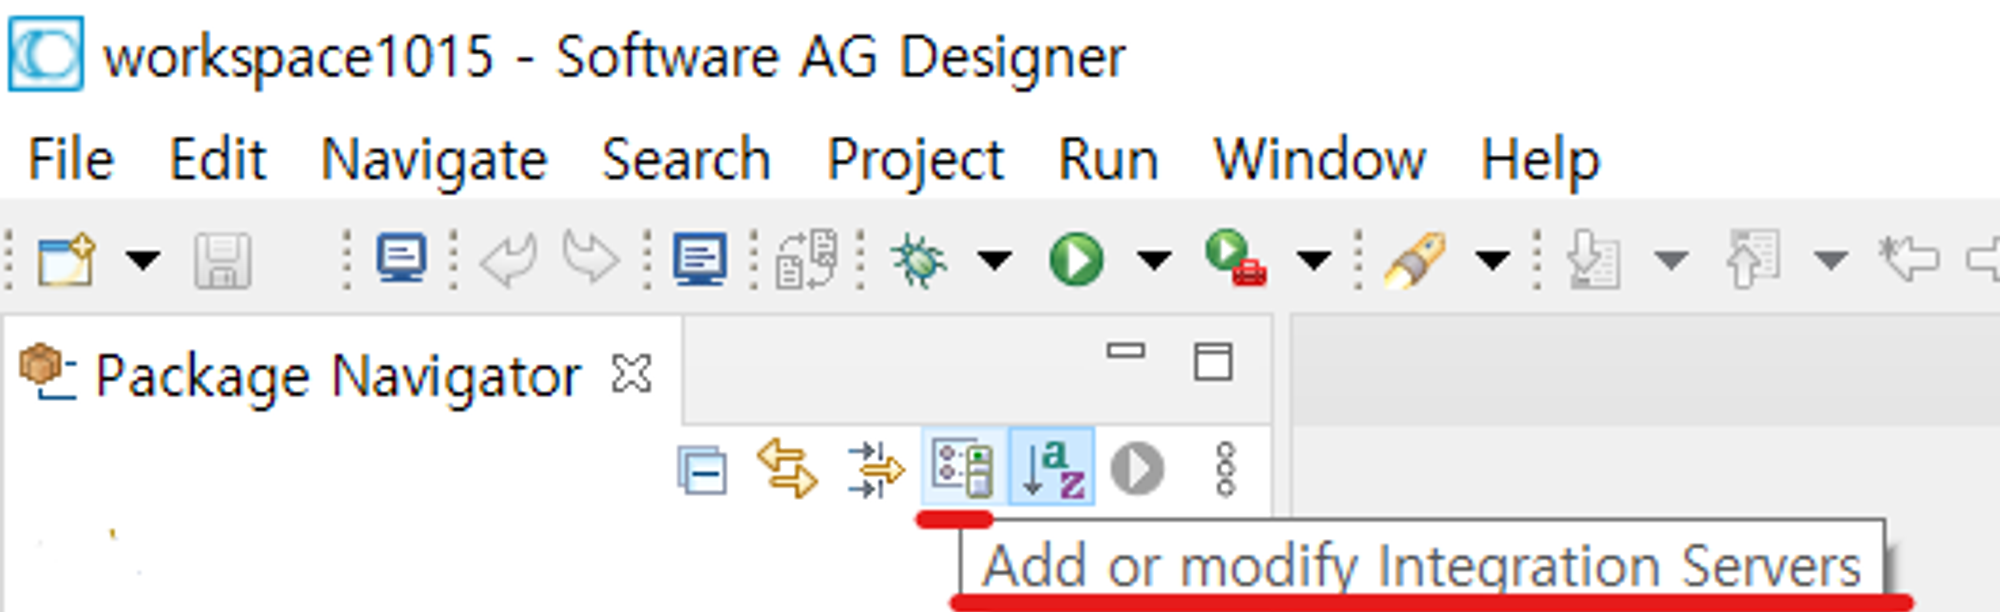 workspace1015 - Software AG Designer
File Edit Navigate Search Project Run Window Help
Package Navigator
a
z
Add or modify Integration Servers